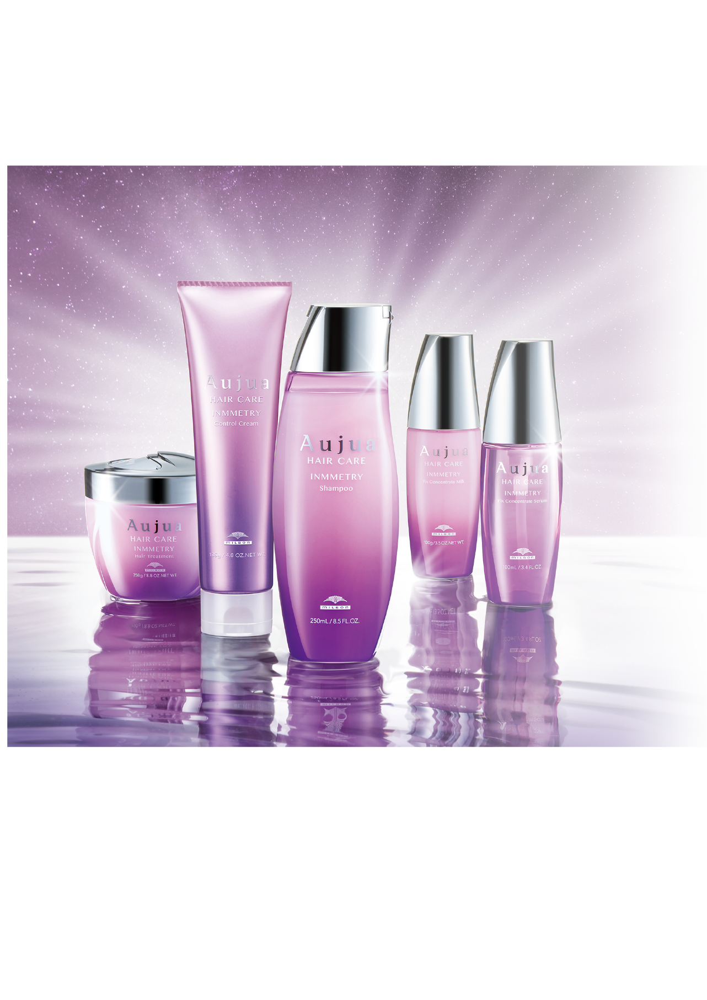 Aujua
HAIR CARE
INMMETRY
Hair Treatment
MILBON
250g / 8.8 OZ.NET WT.
Aujua
HAIR CARE
INMMETRY
Control Cream
MILBON
135g / 4.8 OZ.NET WT.
Aujua
HAIR CARE
INMMETRY
Shampoo
MILBON
250mL / 8.5 FL.OZ.
Aujua
HAIR CARE
INMMETRY
Fix Concentrate Milk
MILBON
100g / 3.5 OZ.NET WT.
Aujua
HAIR CARE
INMMETRY
Fix Concentrate Serum
MILBON
100mL / 3.4 FL.OZ.